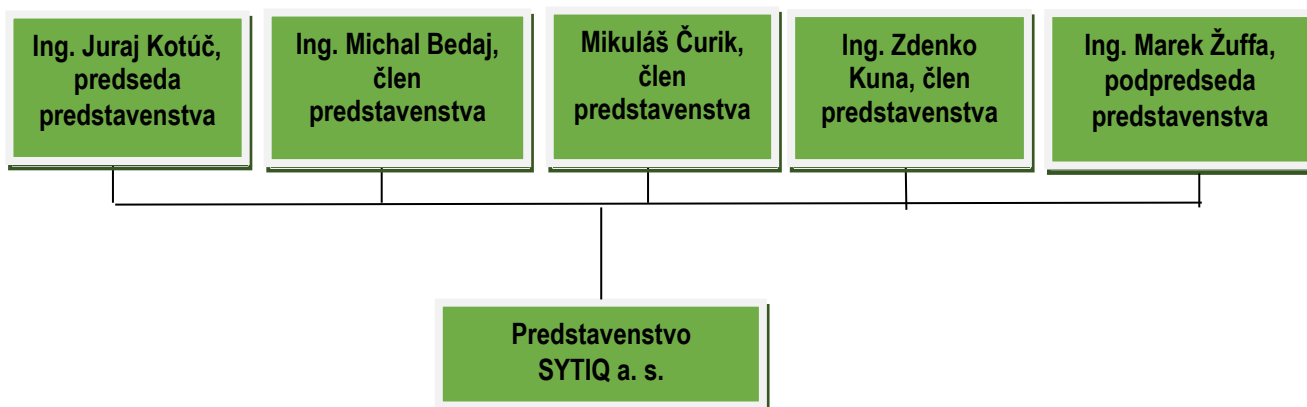 Ing. Juraj Kotúč,
predseda
predstavenstva
Ing. Michal Bedaj,
člen
predstavenstva
Mikuláš Čurik,
člen
predstavenstva
Ing. Zdenko
Kuna, člen
predstavenstva
Ing. Marek Žuffa,
podpredseda
predstavenstva
Predstavenstvo
SYTIQ a. s.